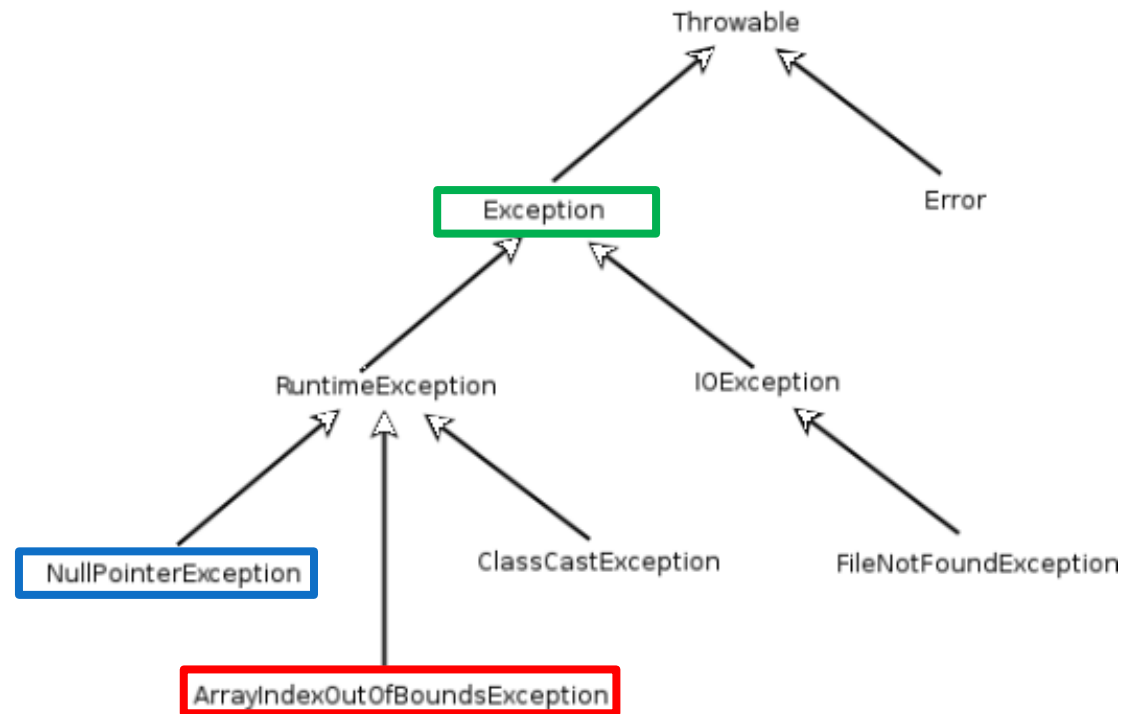 Throwable
Exception
Error
RuntimeException
IOException
NullPointerException
ClassCastException
FileNotFoundException
ArrayIndexOutOfBoundsException